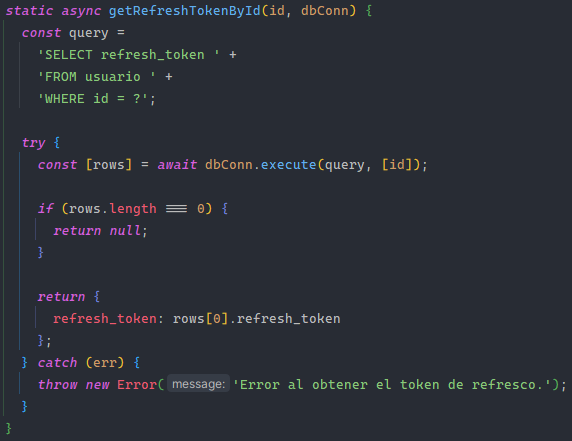 static async getRefreshTokenById(id, dbConn) {
const query =
'SELECT refresh_token ' +
'FROM usuario ' +
'WHERE id = ?';
try {
const [rows] = await dbConn.execute(query, [id]);
if (rows.length === 0) {
return null;
}
return {
refresh_token: rows[0].refresh_token
};
} catch (err) {
throw new Error( message: 'Error al obtener el token de refresco.');
}
}